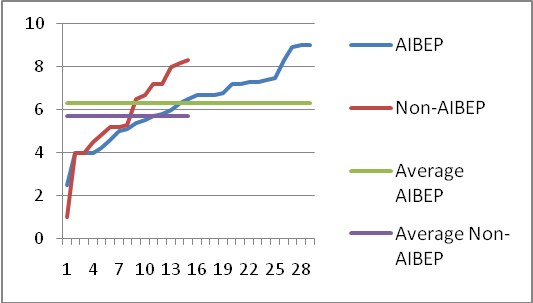 10
8
6
4
2
0
1 4 7 10 13 16 19 22 25 28
AIBEP
Non-AIBEP
Average
AIBEP
Average Non-
AIBEP